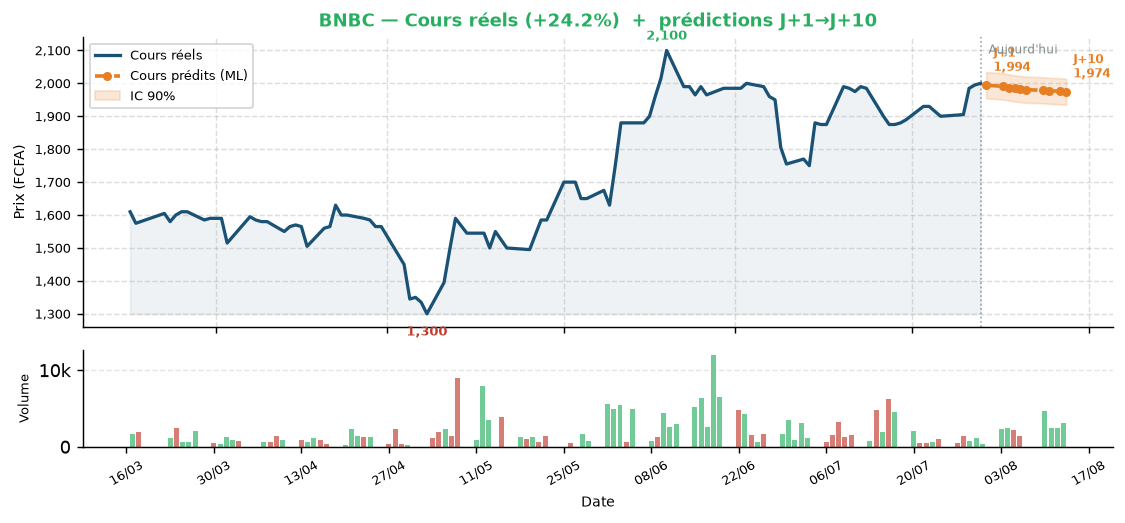 BNBC — Cours réels (+24.2%)  +  prédictions J+1→J+10
2,100
Cours réels
Cours prédits (ML)
IC 90%
Aujourd'hui
J+1
1,994
J+10
1,974
2,100
2,000
1,900
1,800
1,700
1,600
1,500
1,400
1,300
Prix (FCFA)
1,300
10k
0
Volume
16/03
30/03
13/04
27/04
11/05
25/05
08/06
22/06
06/07
20/07
03/08
17/08
Date